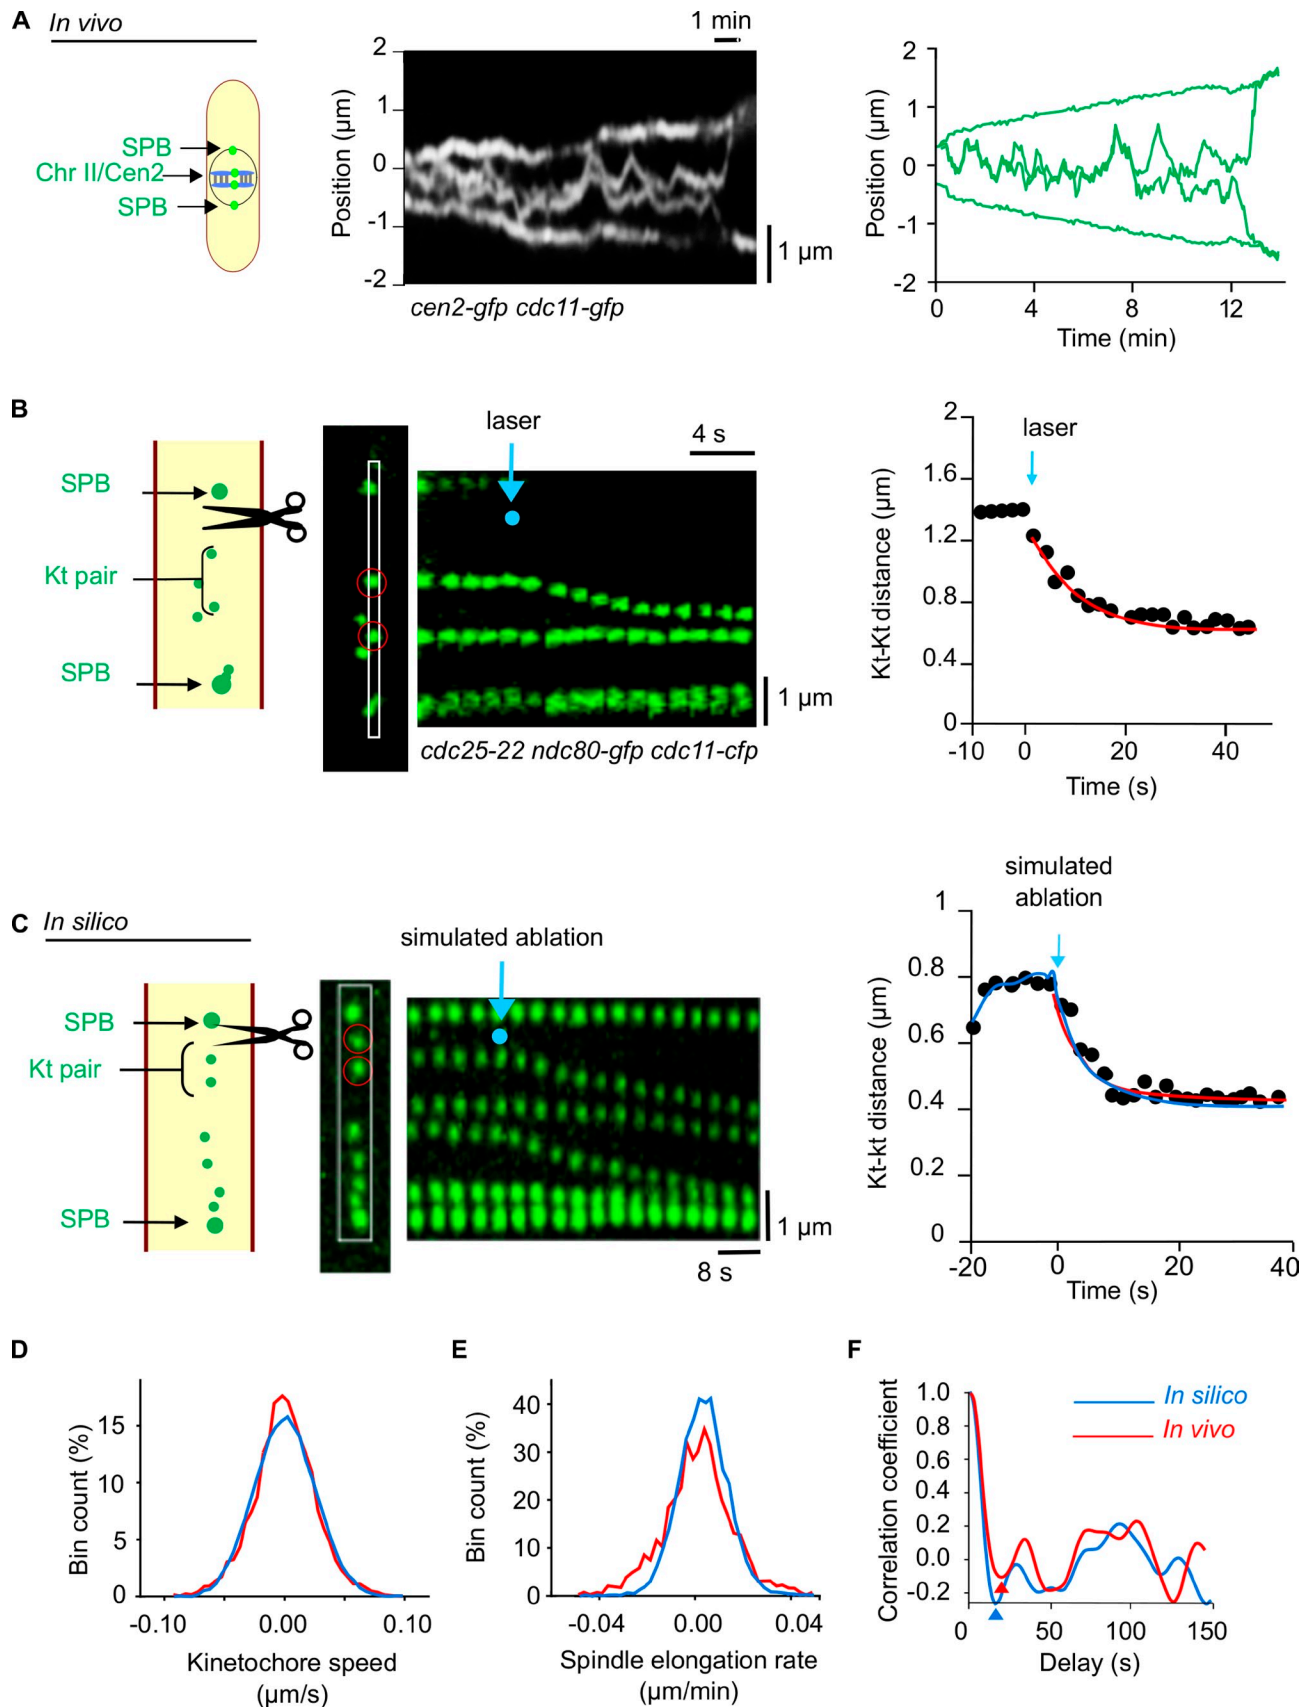 A
In vivo
SPB
Chr II/Cen2
SPB
1 min
Position (µm)
2
1
0
-1
-2
1 µm
cen2-gfp cdc11-gfp
Position (µm)
2
1
0
-1
-2
0 4 8 12
Time (min)
B
SPB
Kt pair
SPB
laser
4 s
1 µm
cdc25-22 ndc80-gfp cdc11-cfp
Kt-Kt distance (µm)
laser
2
1.6
1.2
0.8
0.4
0
-10 0 20 40
Time (s)
C
In silico
SPB
Kt pair
SPB
simulated ablation
1 µm
8 s
simulated
ablation
Kt-kt distance (µm)
1
0.8
0.6
0.4
0.2
0
-20 0 20 40
Time (s)
D
Bin count (%)
15
10
5
0
-0.10 0.00 0.10
Kinetochore speed
(µm/s)
E
Bin count (%)
40
30
20
10
0
-0.04 0.00 0.04
Spindle elongation rate
(µm/min)
F
Correlation coefficient
1.0
0.8
0.6
0.4
0.2
0.0
-0.2
In silico
In vivo
0 50 100 150
Delay (s)